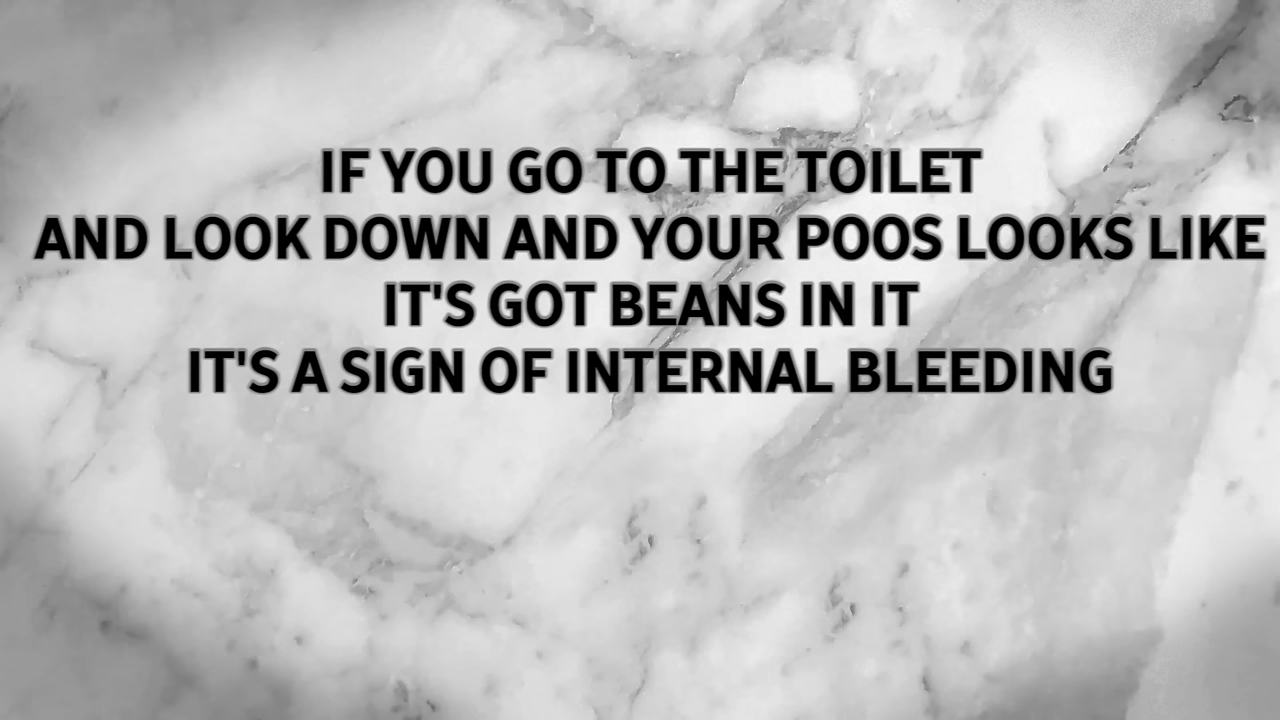 IF YOU GO TO THE TOILET
AND LOOK DOWN AND YOUR POOS LOOKS LIKE
IT'S GOT BEANS IN IT
IT'S A SIGN OF INTERNAL BLEEDING